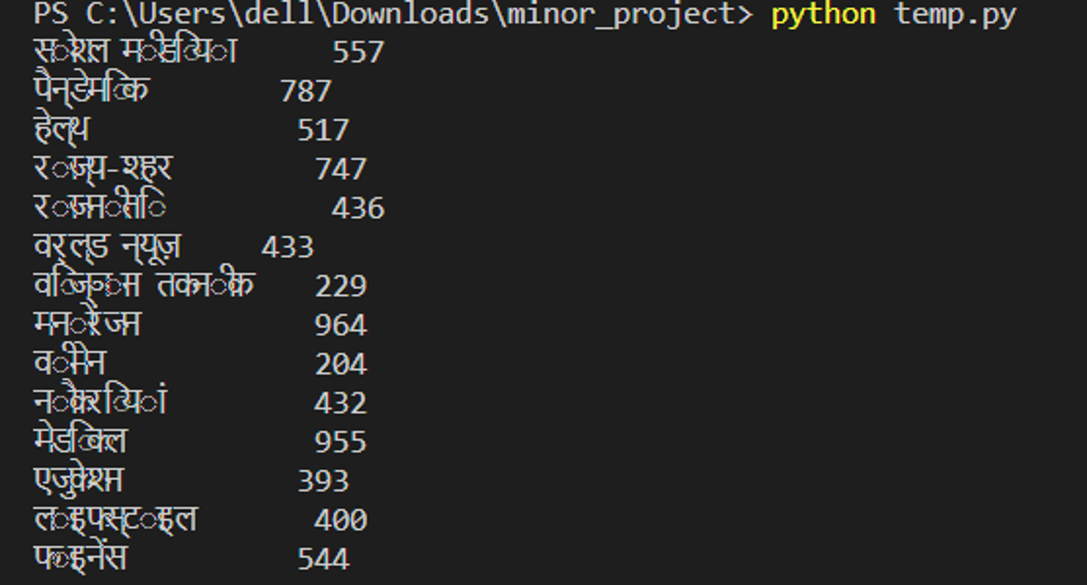 PS C:\Users\dell\Downloads\minor_project> python temp.py
सोशल मीडिया 557
पैन्डेमिक 787
हेल्थ 517
राज्य-शहर 747
राजनीति 436
वर्ल्ड न्यूज़ 433
विज्ञान तकनीक 229
मनोरंजन 964
वीमेन 204
नौकरियां 432
मेडिकल 955
एजुकेशन 393
लाइफस्टाइल 400
फाइनेंस 544